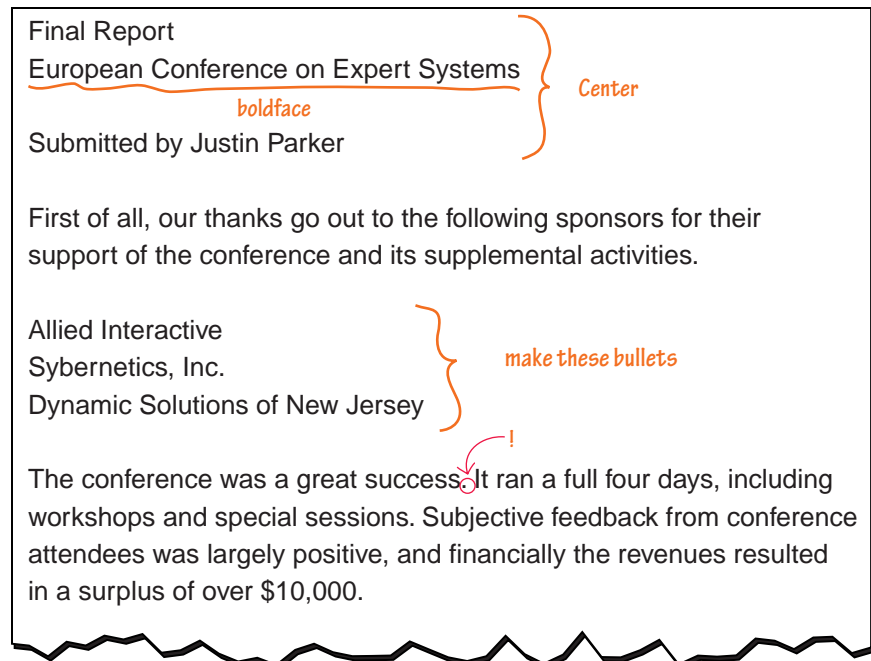 Final Report
European Conference on Expert Systems
Center
boldface
Submitted by Justin Parker
First of all, our thanks go out to the following sponsors for their
support of the conference and its supplemental activities.
Allied Interactive
Sybernetics, Inc.
make these bullets
Dynamic Solutions of New Jersey
!
The conference was a great success. It ran a full four days, including
workshops and special sessions. Subjective feedback from conference
attendees was largely positive, and financially the revenues resulted
in a surplus of over $10,000.